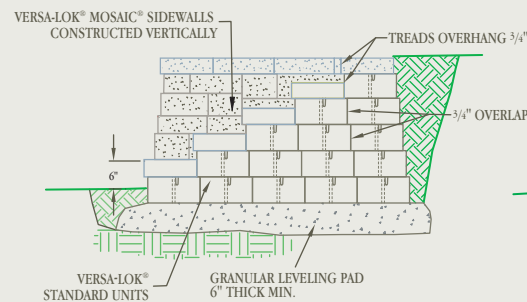 VERSA-LOK® MOSAIC® SIDEWALLS
CONSTRUCTED VERTICALLY
TREADS OVERHANG 3/4"
3/4" OVERLAP
6"
VERSA-LOK®
STANDARD UNITS
GRANULAR LEVELING PAD
6" THICK MIN.